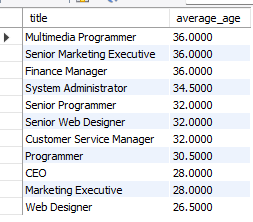 title average_age
Multimedia Programmer 36.0000
Senior Marketing Executive 36.0000
Finance Manager 36.0000
System Administrator 34.5000
Senior Programmer 32.0000
Senior Web Designer 32.0000
Customer Service Manager 32.0000
Programmer 30.5000
CEO 28.0000
Marketing Executive 28.0000
Web Designer 26.5000